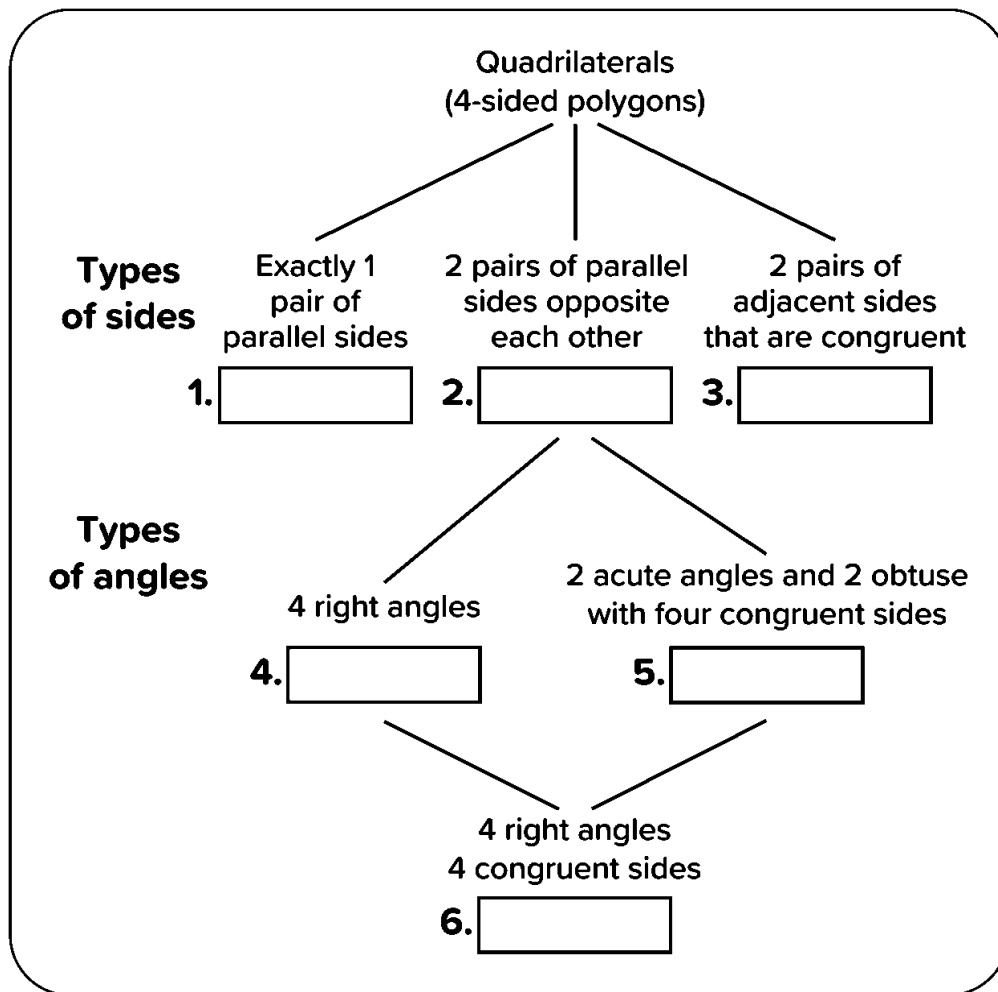 Quadrilaterals
(4-sided polygons)
Types
of sides
Exactly 1
pair of
parallel sides
2 pairs of parallel
sides opposite
each other
2 pairs of
adjacent sides
that are congruent
1.
2.
3.
Types
of angles
4 right angles
2 acute angles and 2 obtuse
with four congruent sides
4.
5.
4 right angles
4 congruent sides
6.